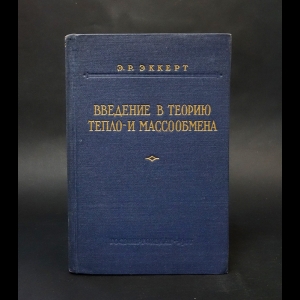 Э. Р. ЭККЕРТ
ВВЕДЕНИЕ В ТЕОРИЮ
ТЕПЛО-И МАССООБМЕНА